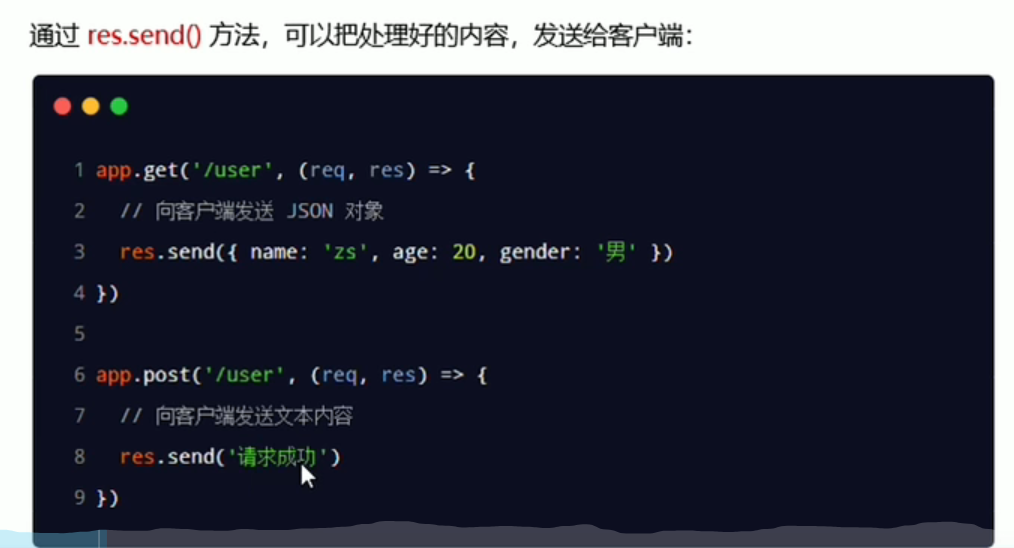 通过 res.send() 方法，可以把处理好的内容，发送给客户端：
1 app.get('/user', (req, res) => {
2 // 向客户端发送 JSON 对象
3 res.send({ name: 'zs', age: 20, gender: '男' })
4 })
5
6 app.post('/user', (req, res) => {
7 // 向客户端发送文本内容
8 res.send('请求成功')
9 })